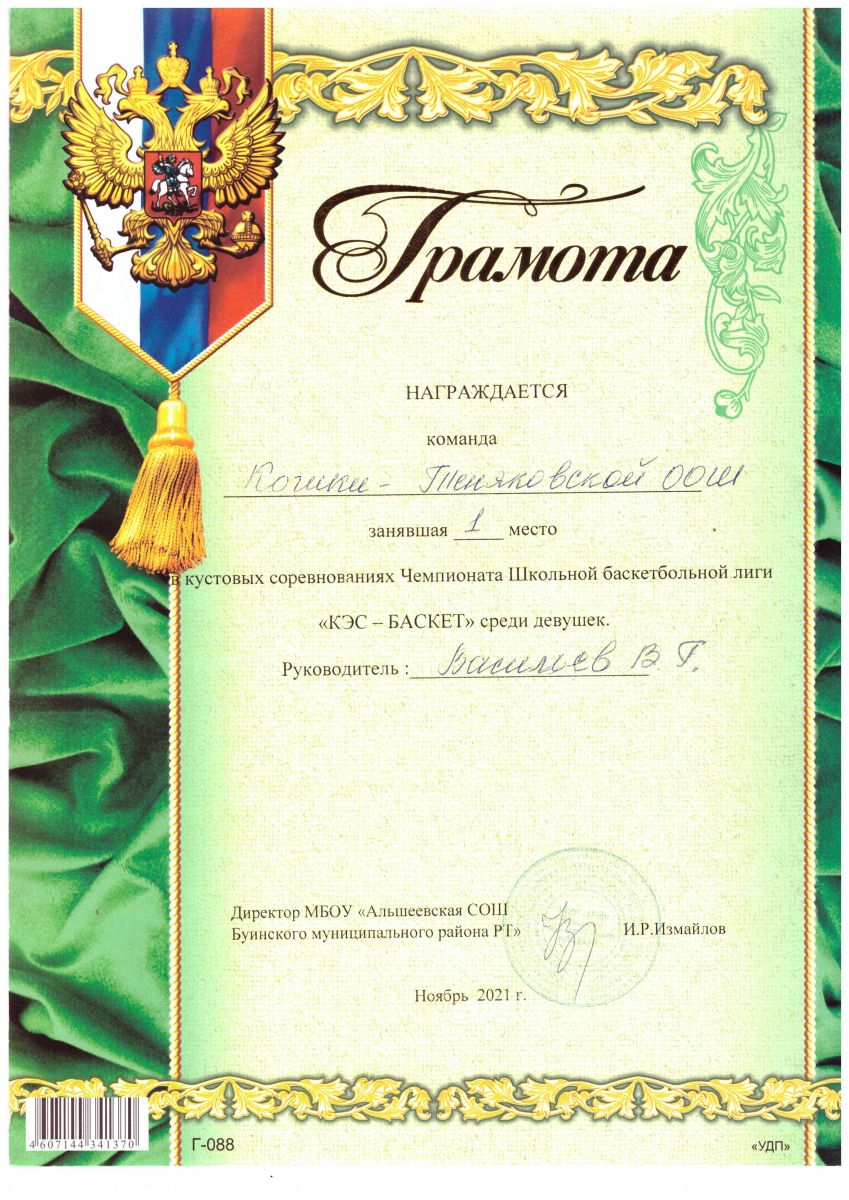 Грамота
НАГРАЖДАЕТСЯ
команда
Кошки - Теняковской ООШ
занявшая 1 место
в кустовых соревнованиях Чемпионата Школьной баскетбольной лиги
«КЭС – БАСКЕТ» среди девушек.
Руководитель : Васильев В. Г.
Директор МБОУ «Альшеевская СОШ
Буинского муниципального района РТ»
И.Р.Измайлов
Ноябрь 2021 г.
4607144341370
Г-088
«УДП»